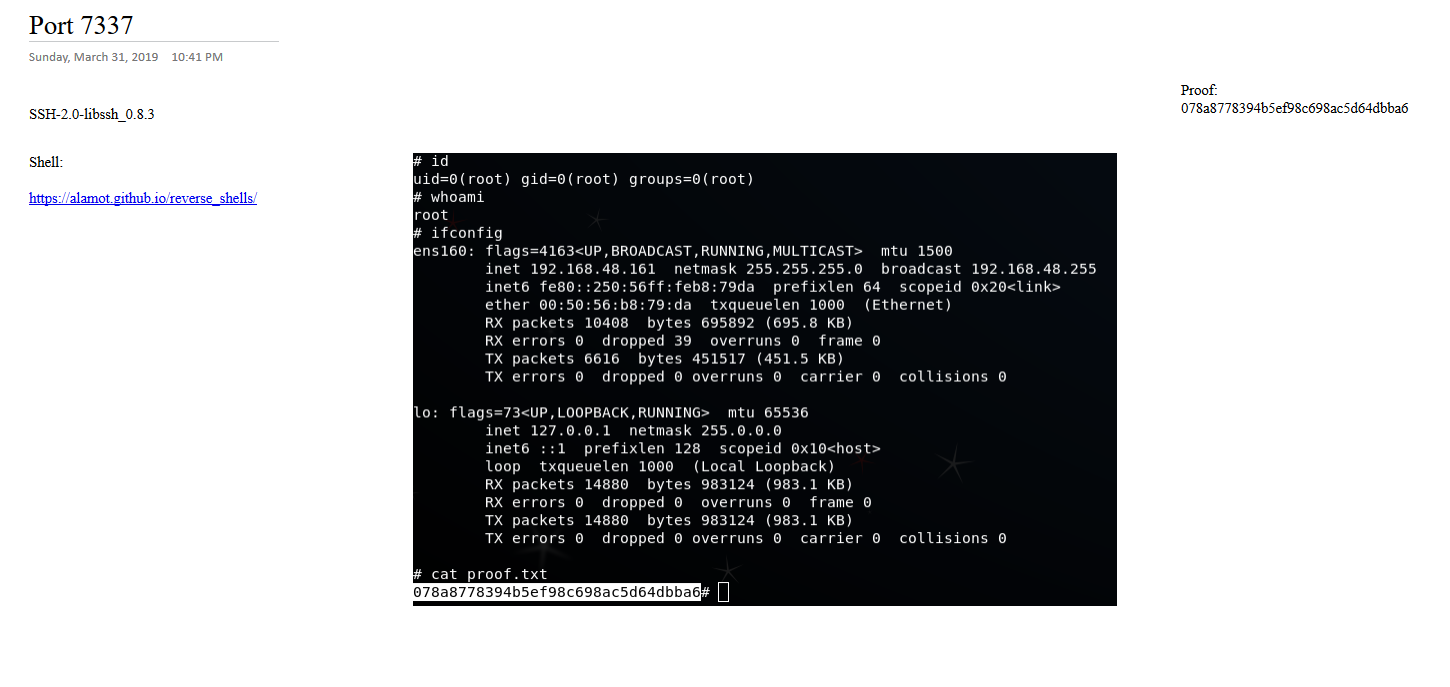 Port 7337
Sunday, March 31, 2019    10:41 PM
SSH-2.0-libssh_0.8.3
Shell:
https://alamot.github.io/reverse_shells/
# id
uid=0(root) gid=0(root) groups=0(root)
# whoami
root
# ifconfig
ens160: flags=4163<UP,BROADCAST,RUNNING,MULTICAST>  mtu 1500
        inet 192.168.48.161  netmask 255.255.255.0  broadcast 192.168.48.255
        inet6 fe80::250:56ff:feb8:79da  prefixlen 64  scopeid 0x20<link>
        ether 00:50:56:b8:79:da  txqueuelen 1000  (Ethernet)
        RX packets 10408  bytes 695892 (695.8 KB)
        RX errors 0  dropped 39  overruns 0  frame 0
        TX packets 6616  bytes 451517 (451.5 KB)
        TX errors 0  dropped 0 overruns 0  carrier 0  collisions 0
lo: flags=73<UP,LOOPBACK,RUNNING>  mtu 65536
        inet 127.0.0.1  netmask 255.0.0.0
        inet6 ::1  prefixlen 128  scopeid 0x10<host>
        loop  txqueuelen 1000  (Local Loopback)
        RX packets 14880  bytes 983124 (983.1 KB)
        RX errors 0  dropped 0  overruns 0  frame 0
        TX packets 14880  bytes 983124 (983.1 KB)
        TX errors 0  dropped 0 overruns 0  carrier 0  collisions 0
# cat proof.txt
078a8778394b5ef98c698ac5d64dbba6#
Proof:
078a8778394b5ef98c698ac5d64dbba6